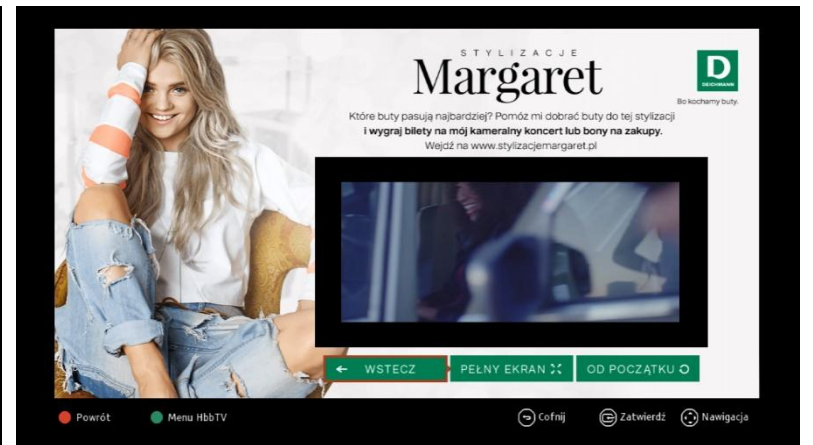 STYLIZACJE
Margaret
Które buty pasują najbardziej? Pomóż mi dobrać buty do tej stylizacji
i wygraj bilety na mój kameralny koncert lub bony na zakupy.
Wejdź na www.stylizacjemargaret.pl
D
DEICHMANN
Bo kochamy buty.
WSTECZ
PEŁNY EKRAN
OD POCZĄTKU
Powrót
Menu HbbTV
Cofnij
Zatwierdź
Nawigacja